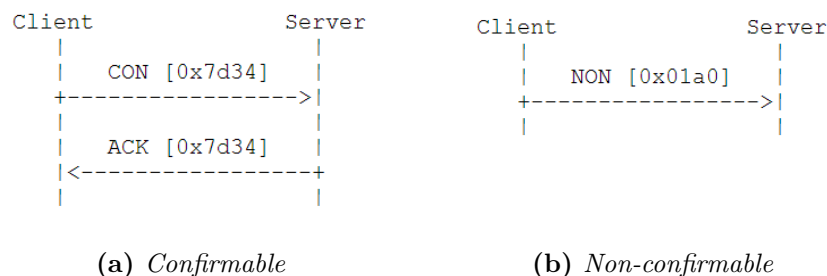 Client Server
CON [0x7d34]
ACK [0x7d34]
(a) Confirmable
Client Server
NON [0x01a0]
(b) Non-confirmable